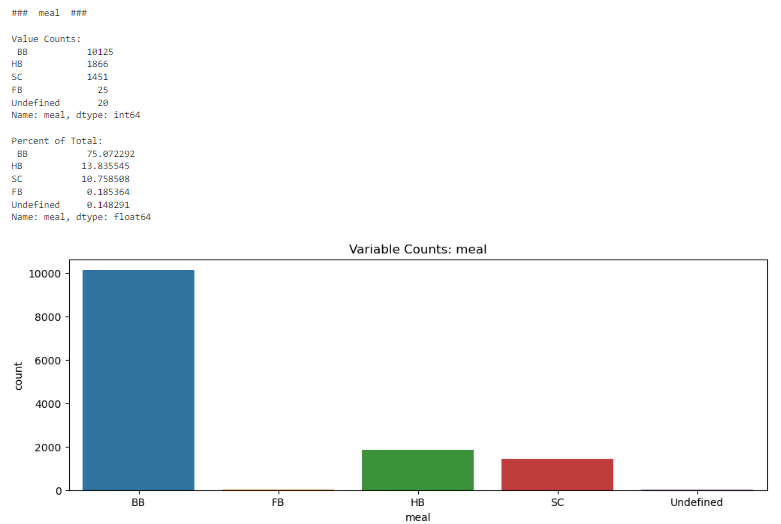 ###  meal  ###
Value Counts:
 BB          10125
HB           1866
SC           1451
FB             25
Undefined      20
Name: meal, dtype: int64
Percent of Total:
 BB          75.072292
HB          13.835545
SC          10.758508
FB           0.185364
Undefined    0.148291
Name: meal, dtype: float64
Variable Counts: meal
10000
8000
6000
4000
2000
0
count
BB FB HB SC Undefined
meal